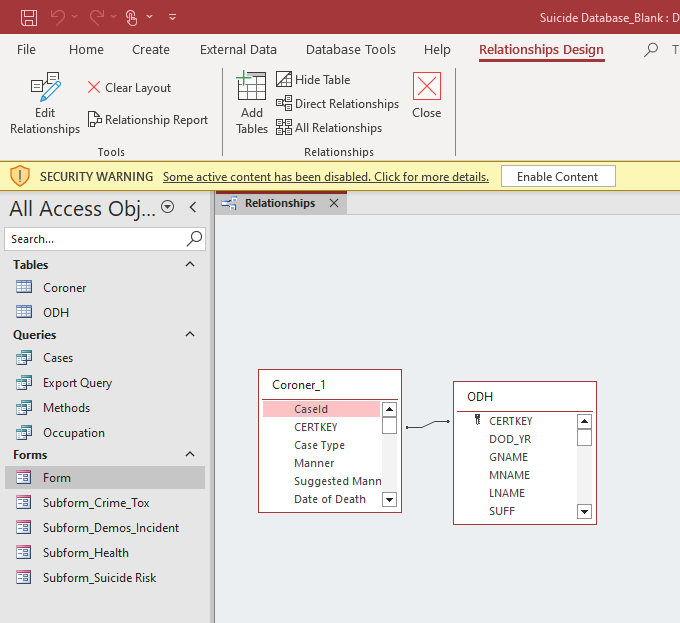 Suicide Database_Blank : D
File Home Create External Data Database Tools Help Relationships Design T
Edit
Relationships
Clear Layout
Relationship Report
Tools
Add
Tables
Hide Table
Direct Relationships
All Relationships
Relationships
Close
SECURITY WARNING Some active content has been disabled. Click for more details. Enable Content
All Access Obj...
Search...
Tables
Coroner
ODH
Queries
Cases
Export Query
Methods
Occupation
Forms
Form
Subform_Crime_Tox
Subform_Demos_Incident
Subform_Health
Subform_Suicide Risk
Relationships
Coroner_1
CaseId
CERTKEY
Case Type
Manner
Suggested Mann
Date of Death
ODH
CERTKEY
DOD_YR
GNAME
MNAME
LNAME
SUFF